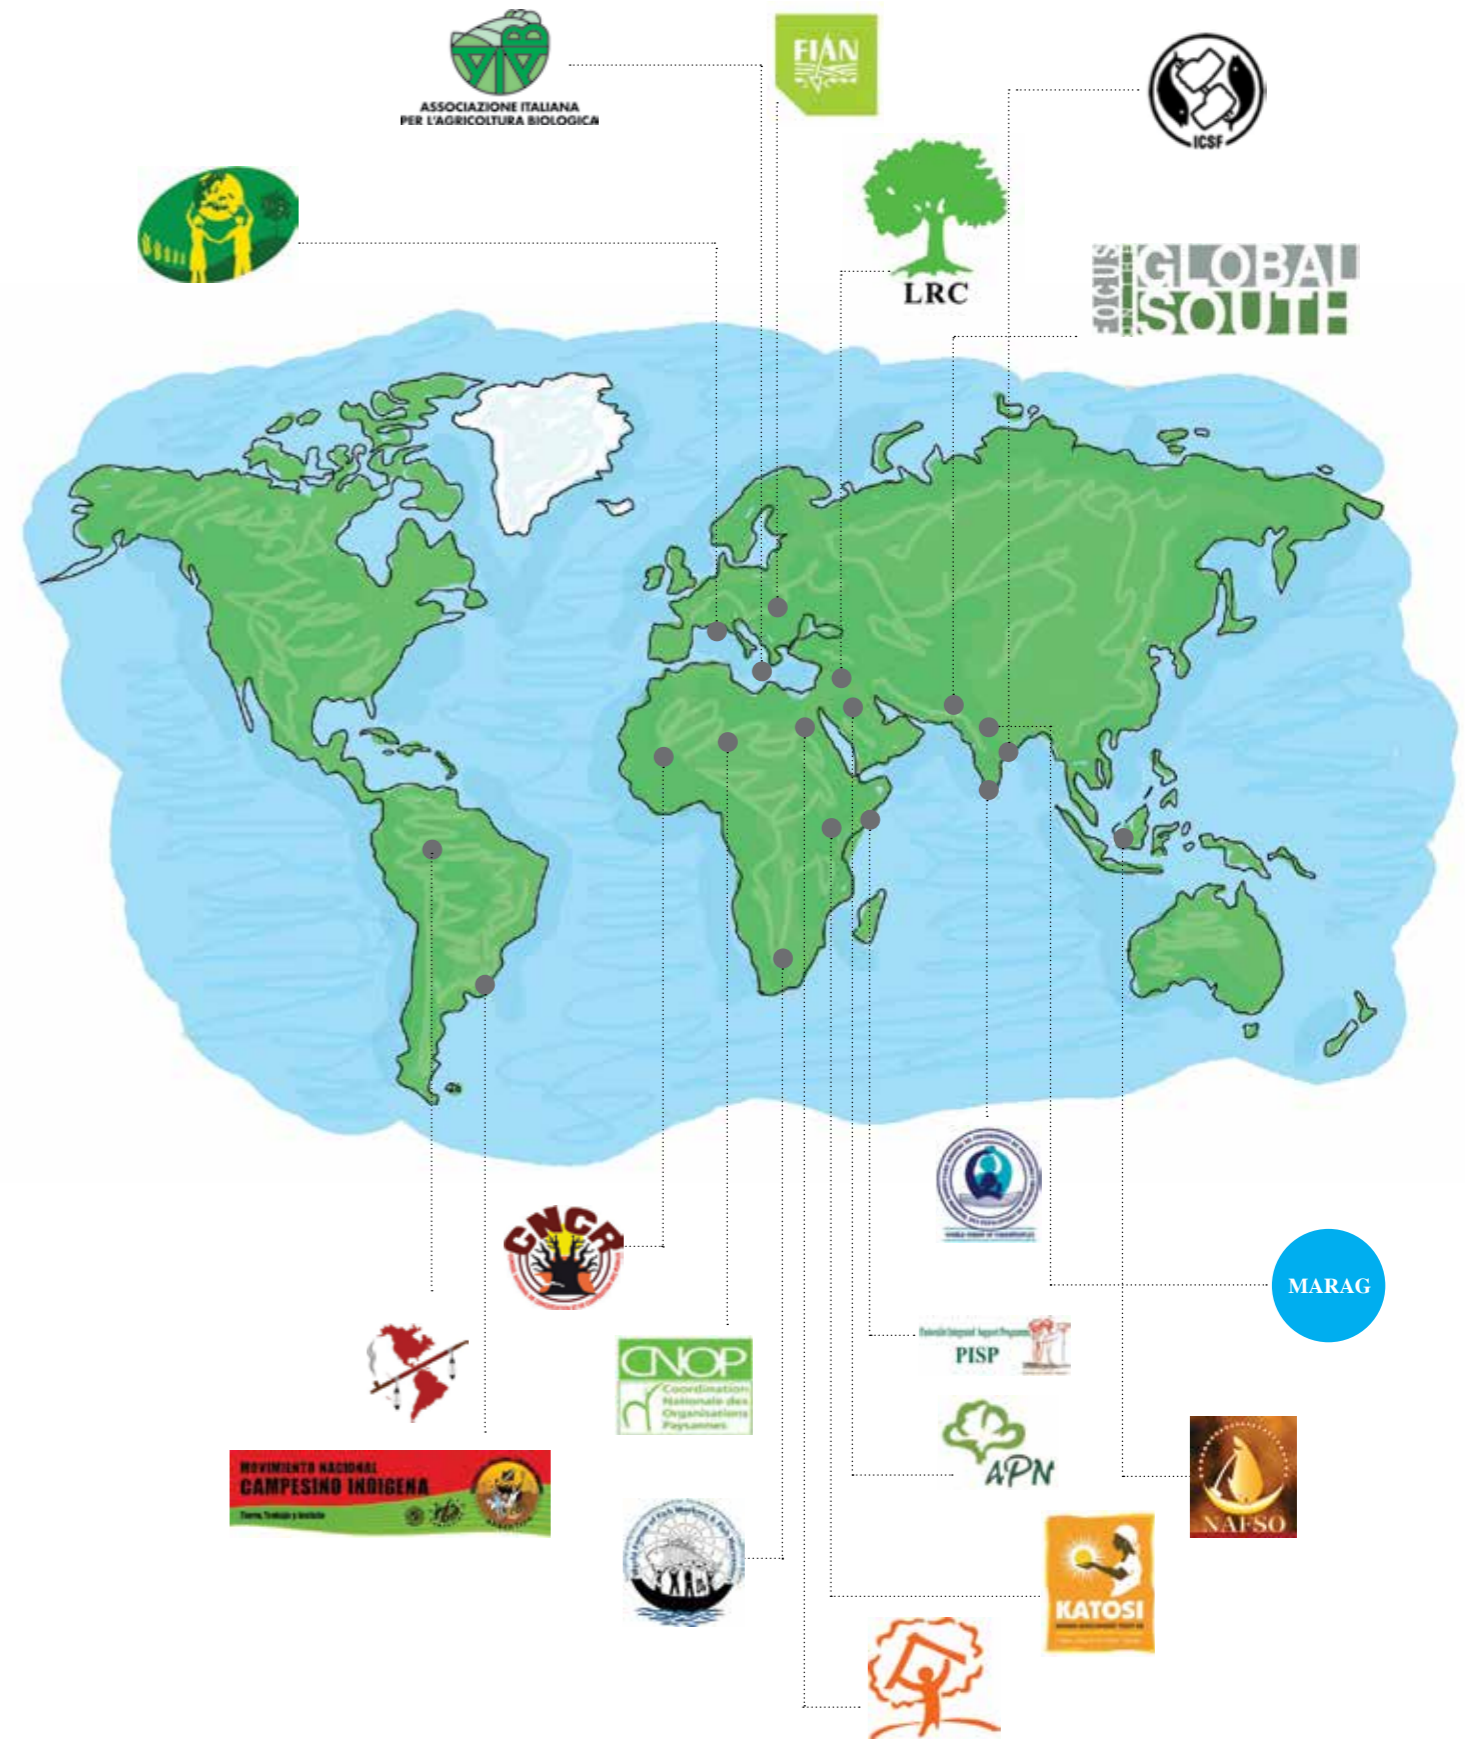 AIAB
ASSOCIAZIONE ITALIANA
PER L'AGRICOLTURA BIOLOGICA
FIAN
ICSF
LRC
FOCUS
ON THE
GLOBAL
SOUTH
CNCR
MARAG
PISP
CNOP
Coordination
Nationale des
Organisations
Paysannes
APN
MOVIMIENTO NACIONAL
CAMPESINO INDIGENA
Tierra, Trabajo y Justicia
NAFSO
KATOSI